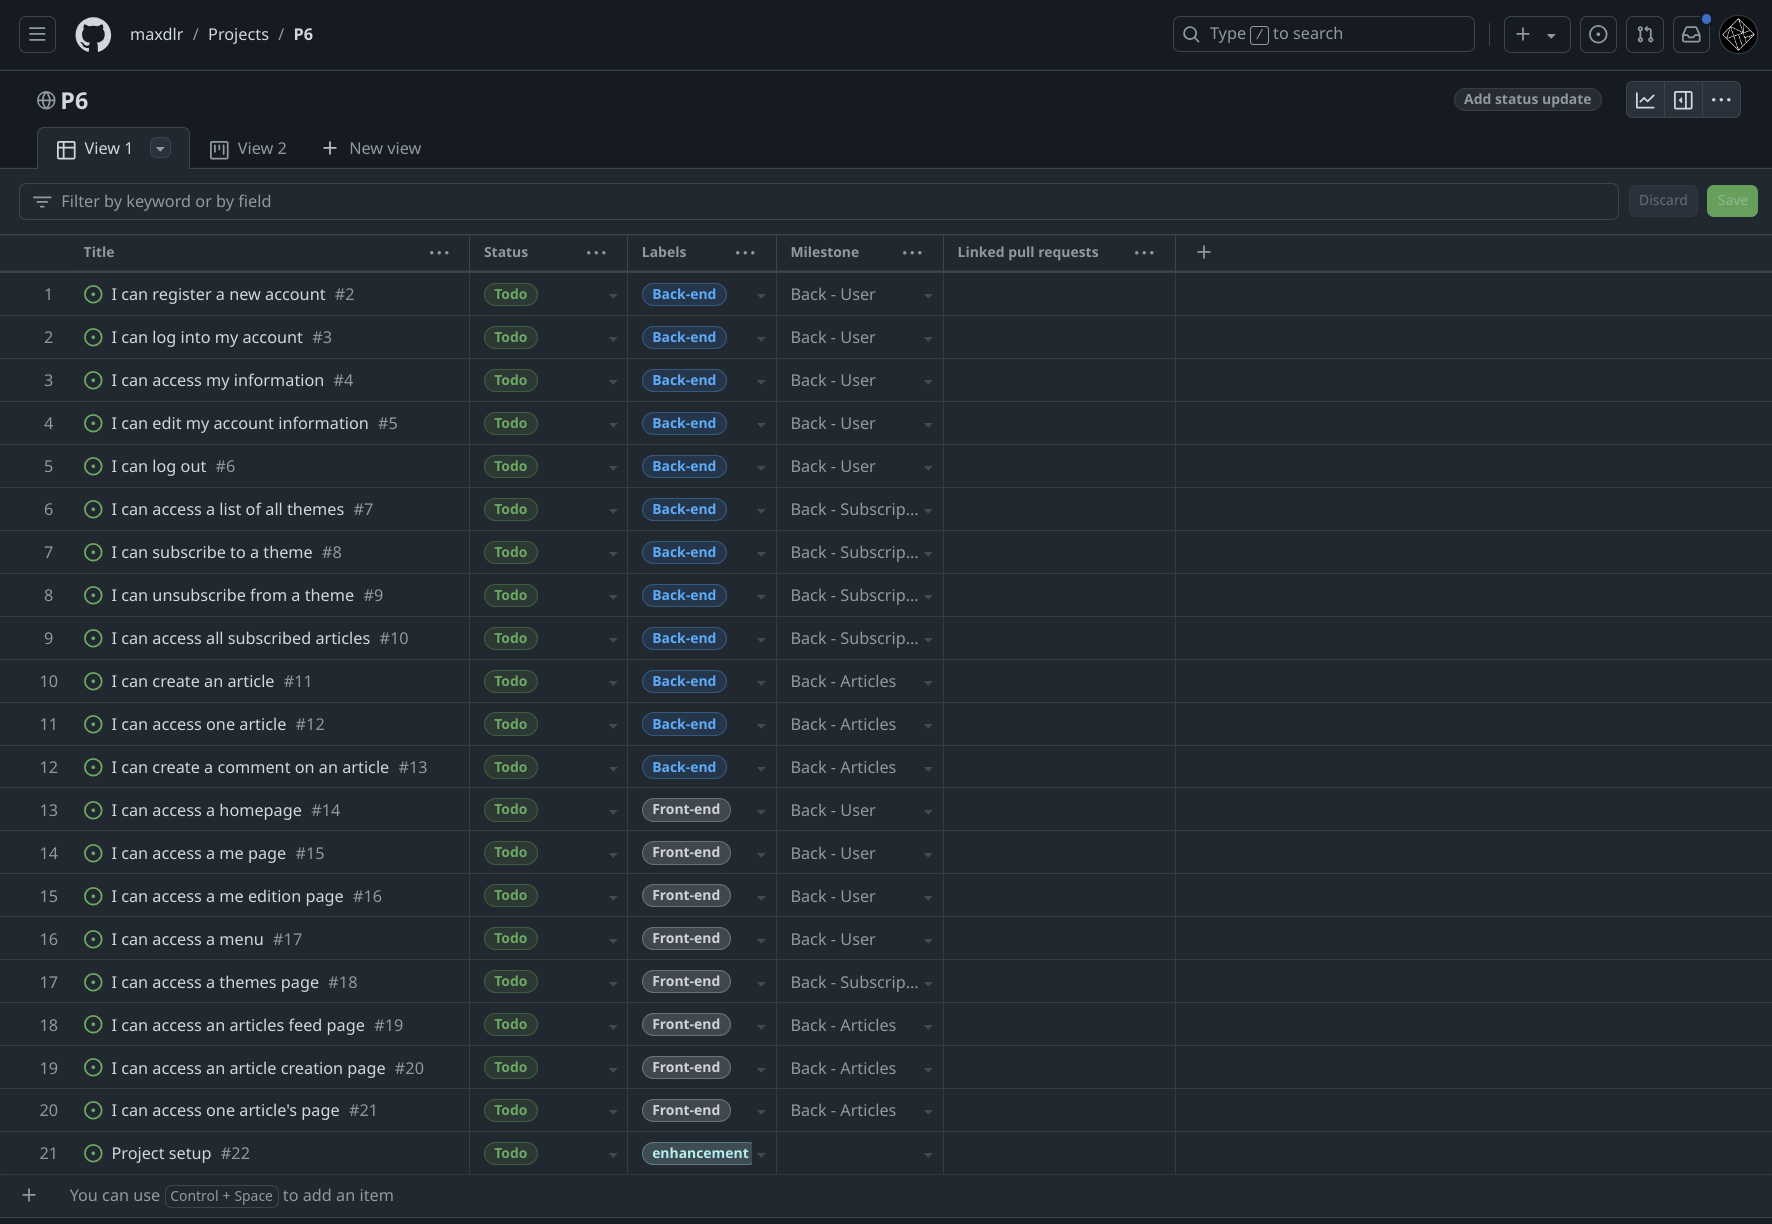 maxdlr / Projects / P6
Type / to search
P6
Add status update
View 1
View 2
New view
Filter by keyword or by field
Discard
Save
Title Status Labels Milestone Linked pull requests
1 I can register a new account #2 Todo Back-end Back - User
2 I can log into my account #3 Todo Back-end Back - User
3 I can access my information #4 Todo Back-end Back - User
4 I can edit my account information #5 Todo Back-end Back - User
5 I can log out #6 Todo Back-end Back - User
6 I can access a list of all themes #7 Todo Back-end Back - Subscrip...
7 I can subscribe to a theme #8 Todo Back-end Back - Subscrip...
8 I can unsubscribe from a theme #9 Todo Back-end Back - Subscrip...
9 I can access all subscribed articles #10 Todo Back-end Back - Subscrip...
10 I can create an article #11 Todo Back-end Back - Articles
11 I can access one article #12 Todo Back-end Back - Articles
12 I can create a comment on an article #13 Todo Back-end Back - Articles
13 I can access a homepage #14 Todo Front-end Back - User
14 I can access a me page #15 Todo Front-end Back - User
15 I can access a me edition page #16 Todo Front-end Back - User
16 I can access a menu #17 Todo Front-end Back - User
17 I can access a themes page #18 Todo Front-end Back - Subscrip...
18 I can access an articles feed page #19 Todo Front-end Back - Articles
19 I can access an article creation page #20 Todo Front-end Back - Articles
20 I can access one article's page #21 Todo Front-end Back - Articles
21 Project setup #22 Todo enhancement
You can use Control + Space to add an item